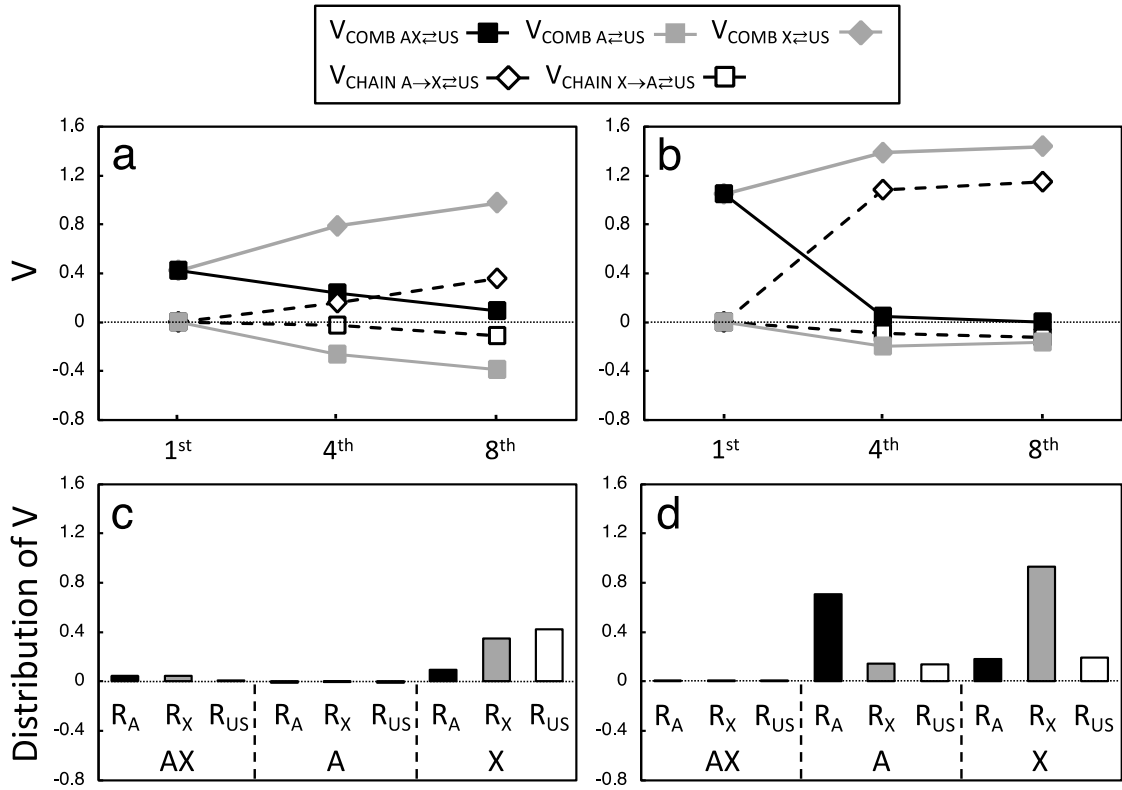 V_COMB AX⇄US V_COMB A⇄US V_COMB X⇄US
V_CHAIN A→X⇄US V_CHAIN X→A⇄US
1.6 1.6
a b
1.2 1.2
0.8 0.8
V
0.4 0.4
0 0
-0.4 -0.4
-0.8 -0.8
1st 4th 8th 1st 4th 8th
1.6 1.6
c d
1.2 1.2
Distribution of V
0.8 0.8
0.4 0.4
0 0
R_A R_X R_US R_A R_X R_US R_A R_X R_US R_A R_X R_US R_A R_X R_US R_A R_X R_US
-0.4 -0.4
AX A X AX A X
-0.8 -0.8